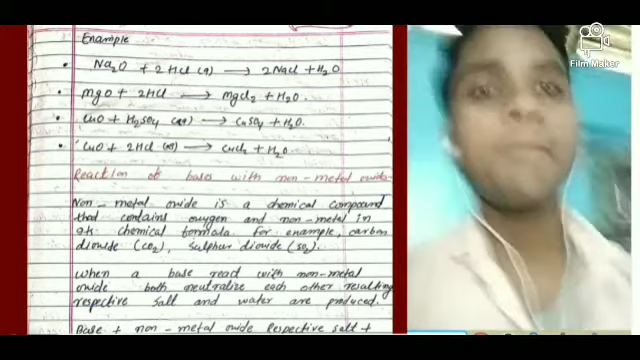 Example
• Na2O + 2HCl (g) → 2NaCl + H2O
• MgO + 2HCl → MgCl2 + H2O.
• CuO + H2SO4 (aq) → CuSO4 + H2O.
• CuO + 2HCl (aq) → CuCl2 + H2O
Reaction of bases with non-metal oxide
Non-metal oxide is a chemical compound
that contains oxygen and non-metal in
its chemical formala for example, carbon
dioxide (CO2), sulphur dioxide (SO2).
when a base react with non-metal
oxide both neutralize each other resulting
respective salt and water are produced.
Base + non-metal oxide Respective salt +
Film Maker